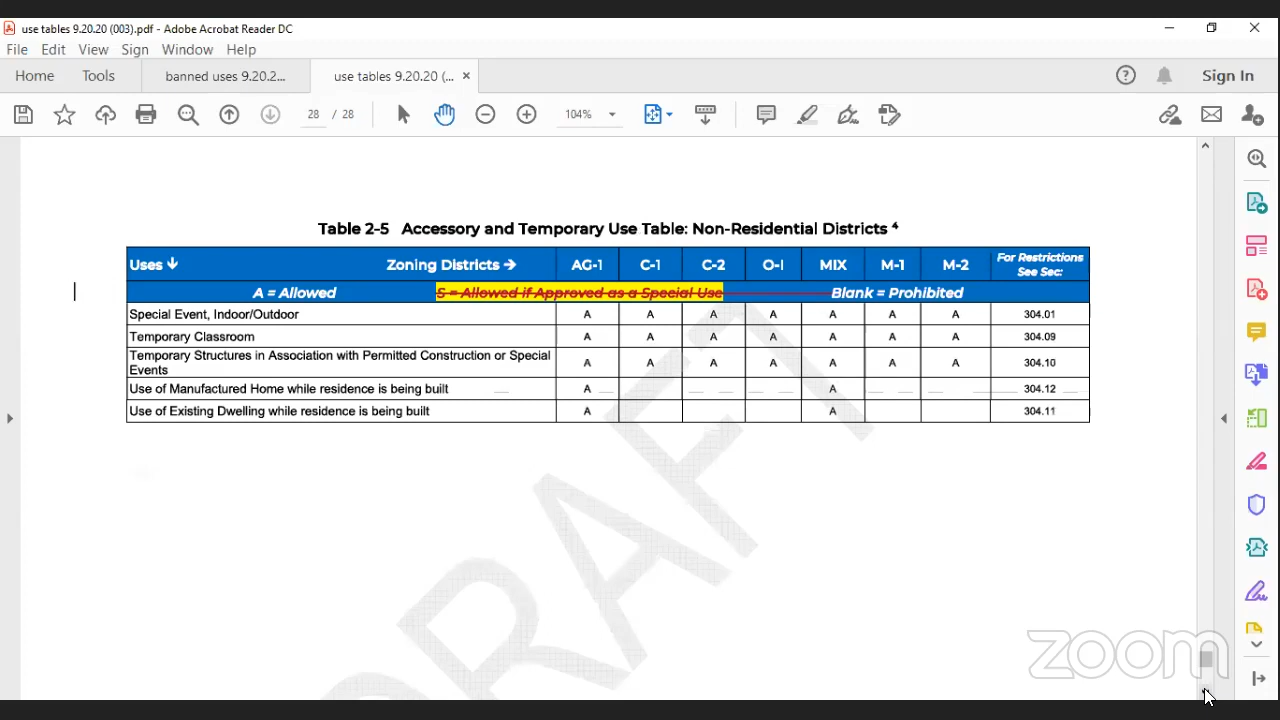 use tables 9.20.20 (003).pdf - Adobe Acrobat Reader DC
File Edit View Sign Window Help
Home Tools banned uses 9.20.2... use tables 9.20.20 (... ×
Sign In
28 / 28 104%
Table 2-5 Accessory and Temporary Use Table: Non-Residential Districts 4
Uses ↓ Zoning Districts → AG-1 C-1 C-2 O-I MIX M-1 M-2 For Restrictions
See Sec:
A = Allowed S = Allowed if Approved as a Special Use Blank = Prohibited
Special Event, Indoor/Outdoor A A A A A A A 304.01
Temporary Classroom A A A A A A A 304.09
Temporary Structures in Association with Permitted Construction or Special
Events A A A A A A A 304.10
Use of Manufactured Home while residence is being built A A 304.12
Use of Existing Dwelling while residence is being built A A 304.11
DRAFT
zoom